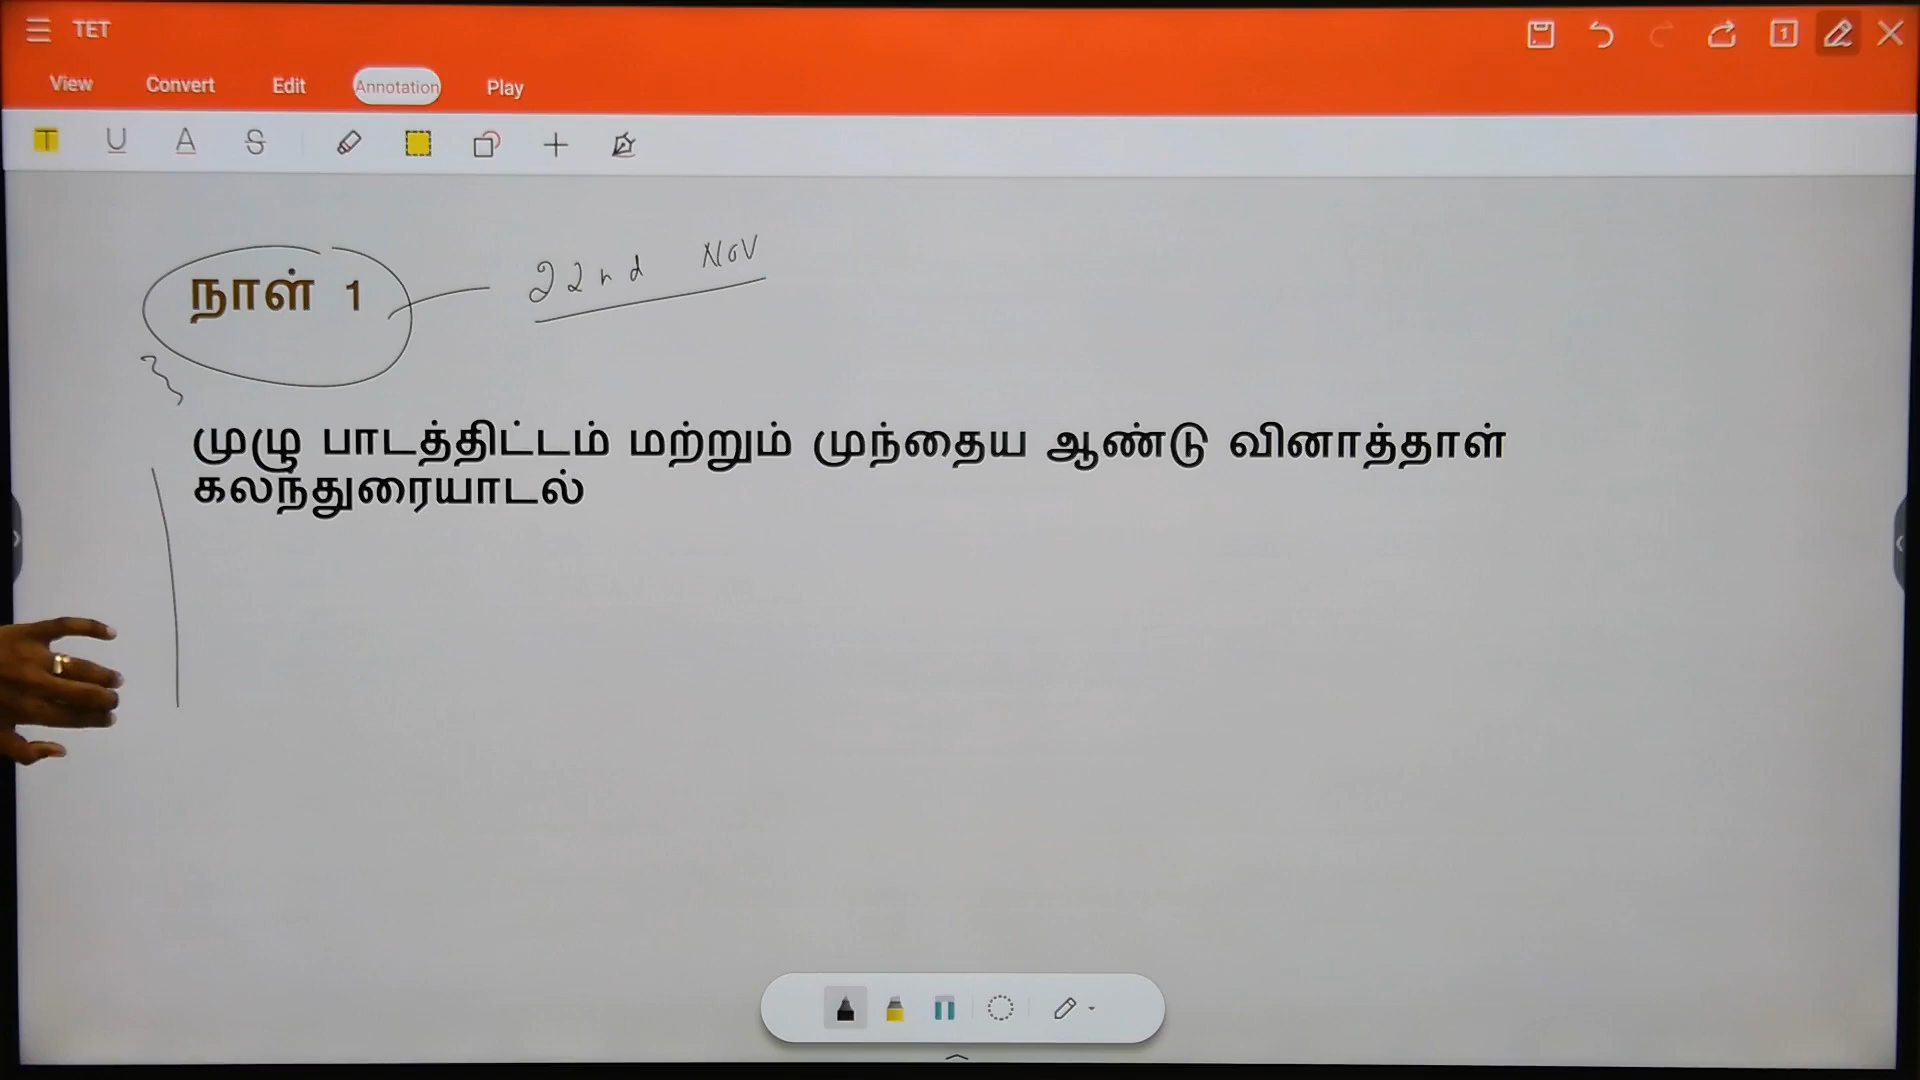 TET
View Convert Edit Annotation Play
நாள் 1
22nd Nov
முழு பாடத்திட்டம் மற்றும் முந்தைய ஆண்டு வினாத்தாள்
கலந்துரையாடல்